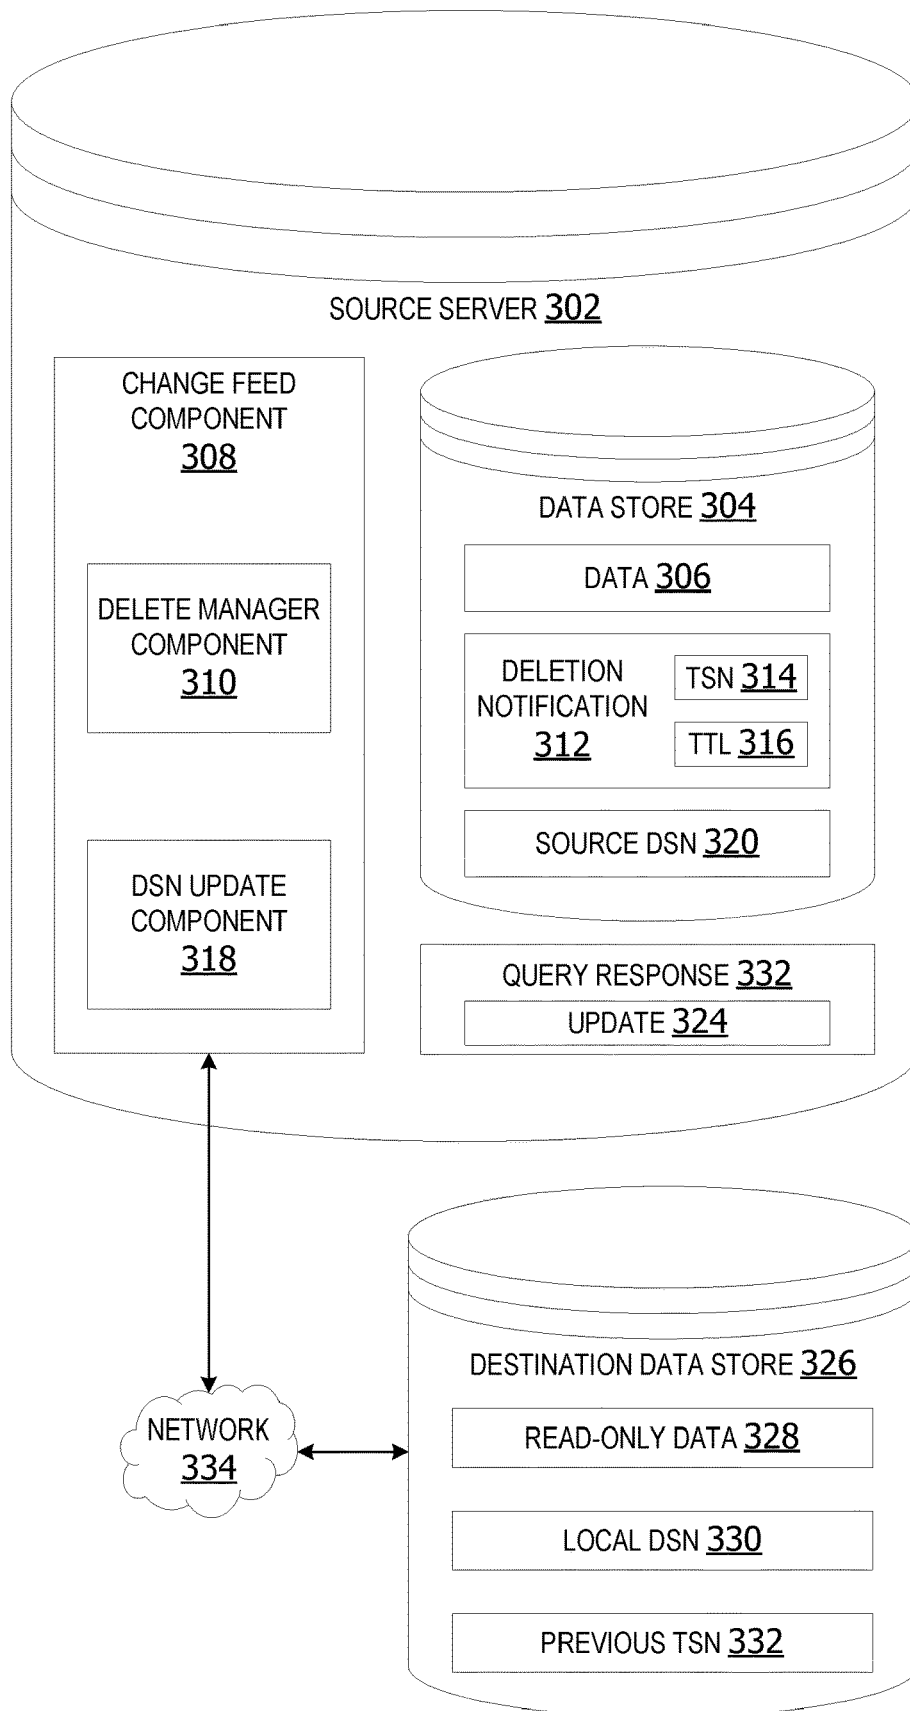 SOURCE SERVER 302
CHANGE FEED
COMPONENT
308
DELETE MANAGER
COMPONENT
310
DSN UPDATE
COMPONENT
318
DATA STORE 304
DATA 306
DELETION
NOTIFICATION
312
TSN 314
TTL 316
SOURCE DSN 320
QUERY RESPONSE 332
UPDATE 324
NETWORK
334
DESTINATION DATA STORE 326
READ-ONLY DATA 328
LOCAL DSN 330
PREVIOUS TSN 332